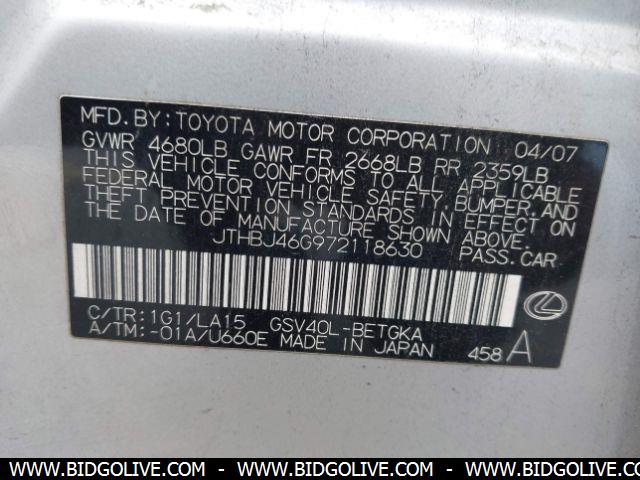 MFD. BY: TOYOTA MOTOR CORPORATION 04/07
GVWR 4680LB GAWR FR 2668LB RR 2359LB
THIS VEHICLE CONFORMS TO ALL APPLICABLE
FEDERAL MOTOR VEHICLE SAFETY, BUMPER, AND
THEFT PREVENTION STANDARDS IN EFFECT ON
THE DATE OF MANUFACTURE SHOWN ABOVE.
JTHBJ46G972118630 PASS. CAR
C/TR: 1G1/LA15 GSV40L-BETGKA
A/TM: -01A/U660E MADE IN JAPAN 458 A
WWW.BIDGOLIVE.COM - WWW.BIDGOLIVE.COM - WWW.BIDGOLIVE.COM